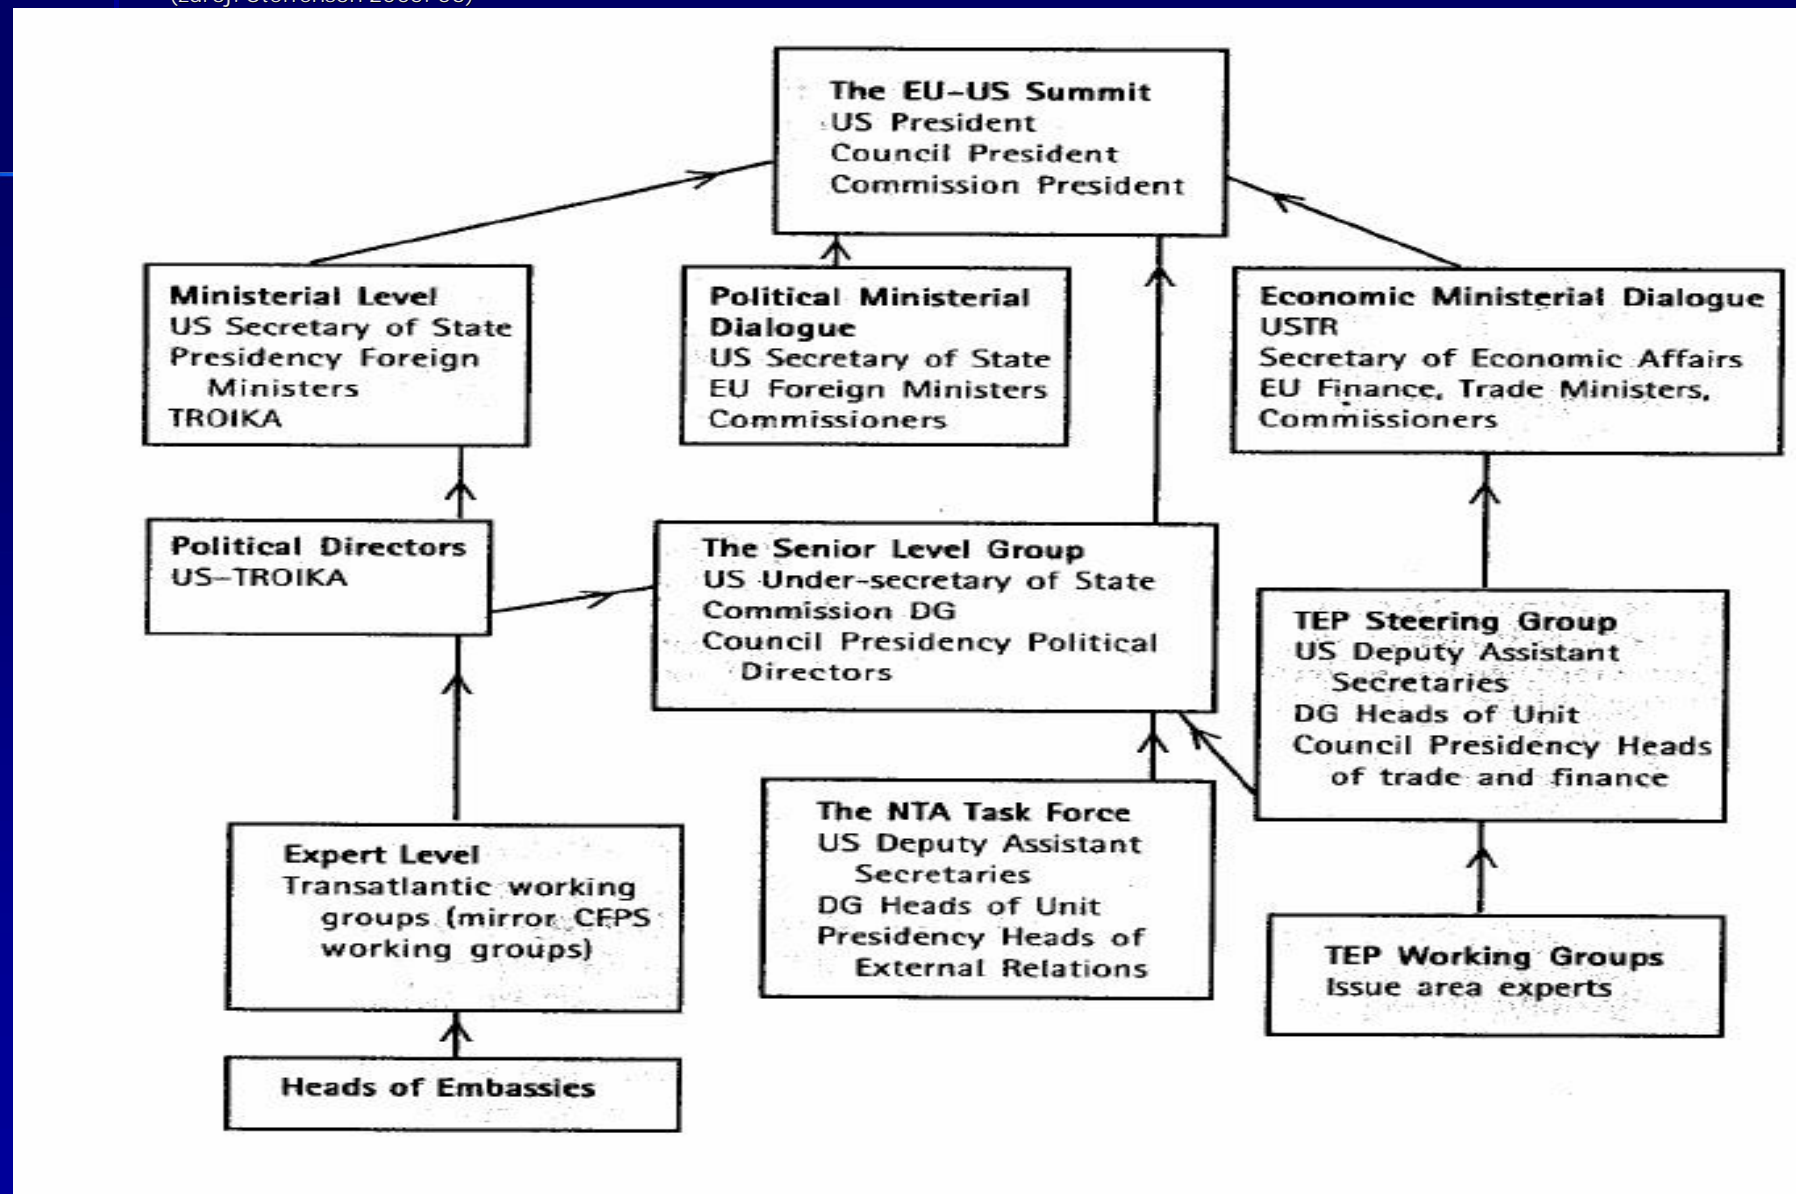 The EU–US Summit
US President
Council President
Commission President
Ministerial Level
US Secretary of State
Presidency Foreign
Ministers
TROIKA
Political Ministerial
Dialogue
US Secretary of State
EU Foreign Ministers
Commissioners
Economic Ministerial Dialogue
USTR
Secretary of Economic Affairs
EU Finance, Trade Ministers,
Commissioners
Political Directors
US–TROIKA
The Senior Level Group
US Under-secretary of State
Commission DG
Council Presidency Political
Directors
TEP Steering Group
US Deputy Assistant
Secretaries
DG Heads of Unit
Council Presidency Heads
of trade and finance
Expert Level
Transatlantic working
groups (mirror CFPS
working groups)
The NTA Task Force
US Deputy Assistant
Secretaries
DG Heads of Unit
Presidency Heads of
External Relations
TEP Working Groups
Issue area experts
Heads of Embassies